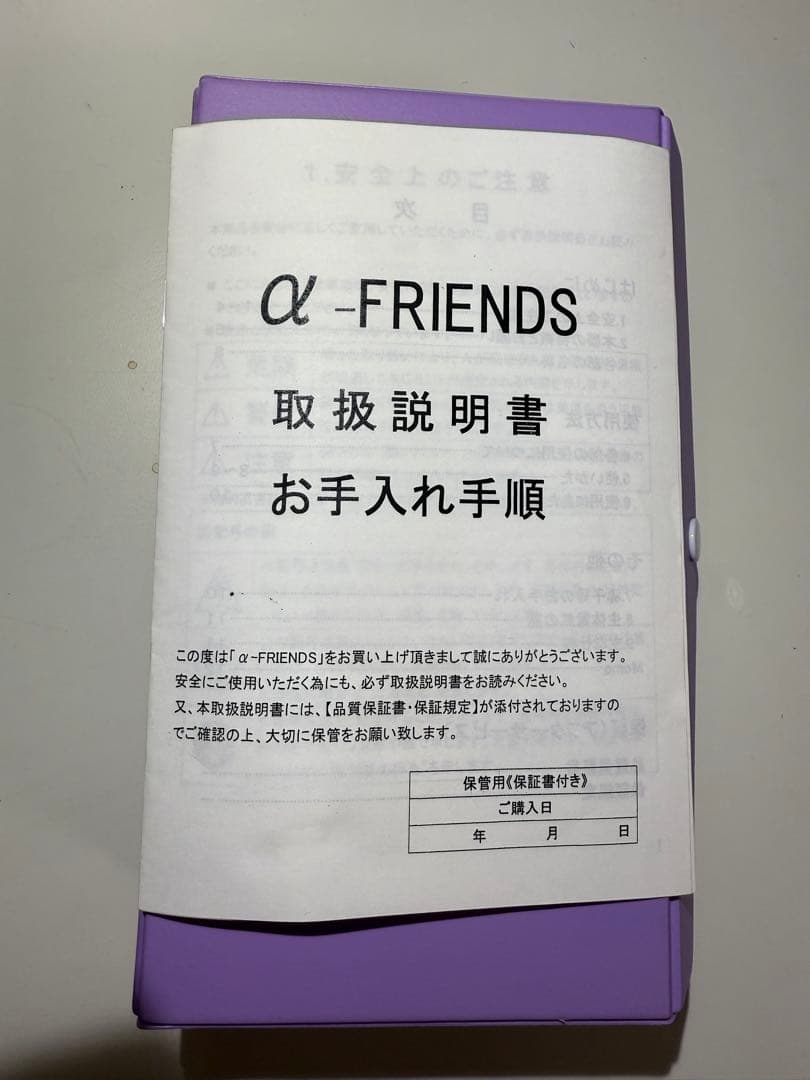 α-FRIENDS
取扱説明書
お手入れ手順
この度は「α-FRIENDS」をお買い上げ頂きまして誠にありがとうございます。
安全にご使用いただく為にも、必ず取扱説明書をお読みください。
又、本取扱説明書には、【品質保証書・保証規定】が添付されておりますの
でご確認の上、大切に保管をお願い致します。
保管用《保証書付き》
ご購入日
年 月 日